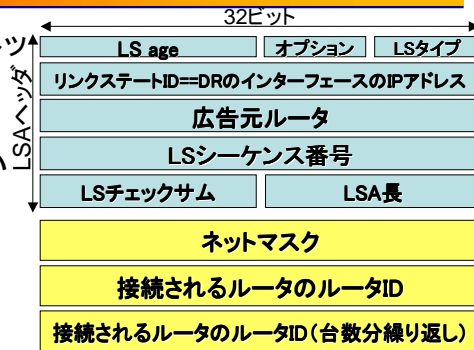 32ビット
LS age オプション LSタイプ
リンクステートID==DRのインターフェースのIPアドレス
広告元ルータ
LSシーケンス番号
LSチェックサム LSA長
LSAヘッダ
ネットマスク
接続されるルータのルータID
接続されるルータのルータID(台数分繰り返し)